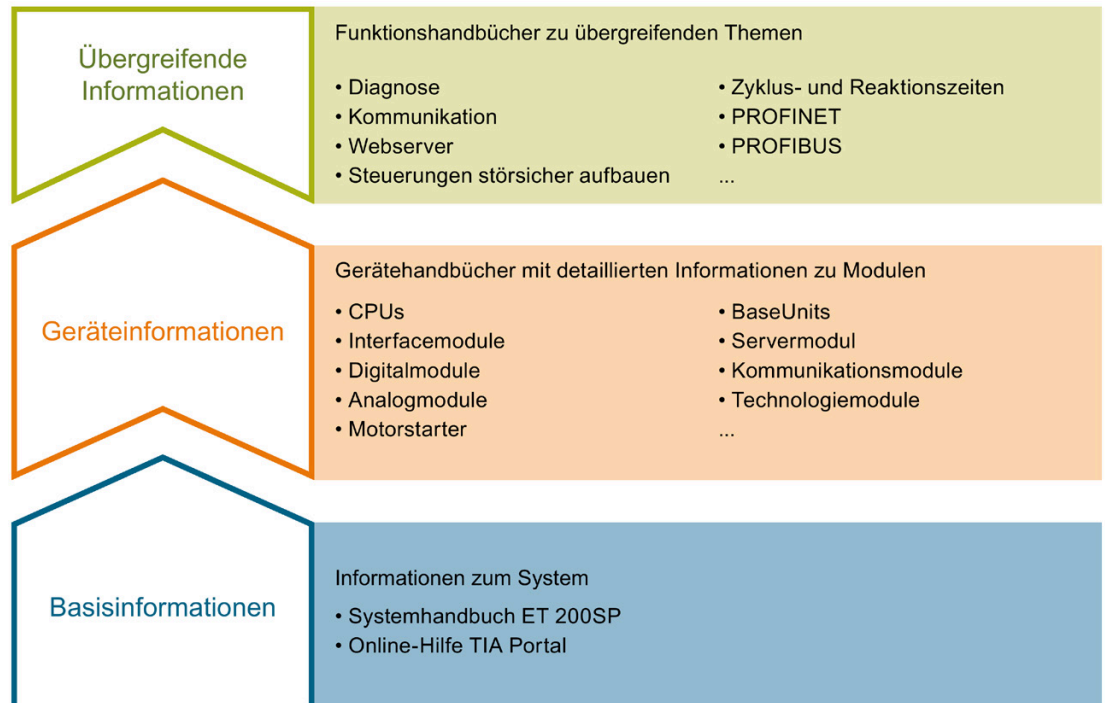 Übergreifende
Informationen
Funktionshandbücher zu übergreifenden Themen
• Diagnose
• Kommunikation
• Webserver
• Steuerungen störsicher aufbauen
• Zyklus- und Reaktionszeiten
• PROFINET
• PROFIBUS
...
Geräteinformationen
Gerätehandbücher mit detaillierten Informationen zu Modulen
• CPUs
• Interfacemodule
• Digitalmodule
• Analogmodule
• Motorstarter
• BaseUnits
• Servermodul
• Kommunikationsmodule
• Technologiemodule
...
Basisinformationen
Informationen zum System
• Systemhandbuch ET 200SP
• Online-Hilfe TIA Portal